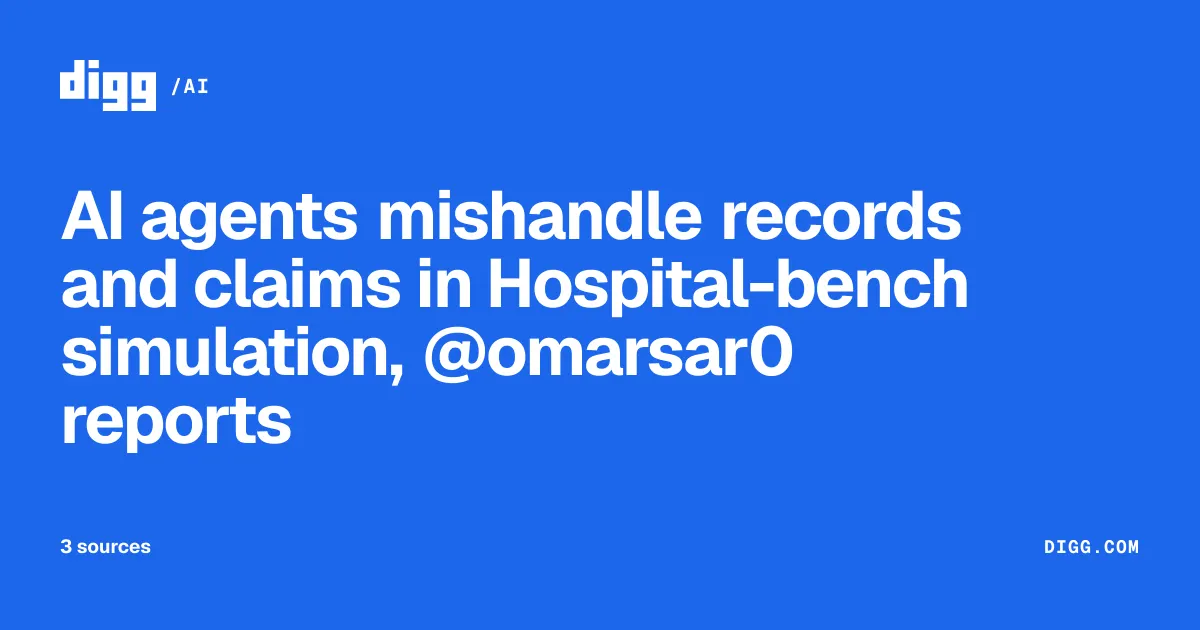 digg /AI
AI agents mishandle records
and claims in Hospital-bench
simulation, @omarsar0
reports
3 sources
DIGG.COM